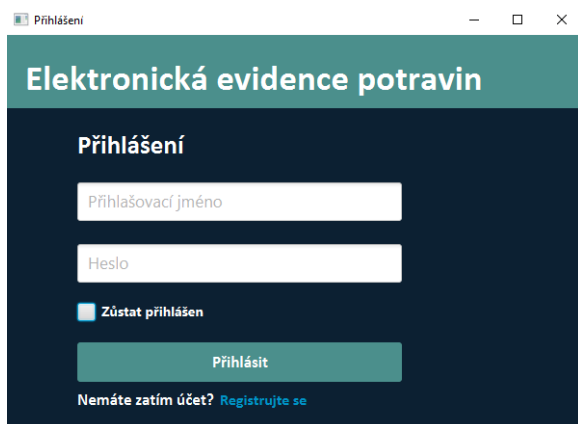 Přihlášení
Elektronická evidence potravin
Přihlášení
Přihlašovací jméno
Heslo
Zůstat přihlášen
Přihlásit
Nemáte zatím účet? Registrujte se